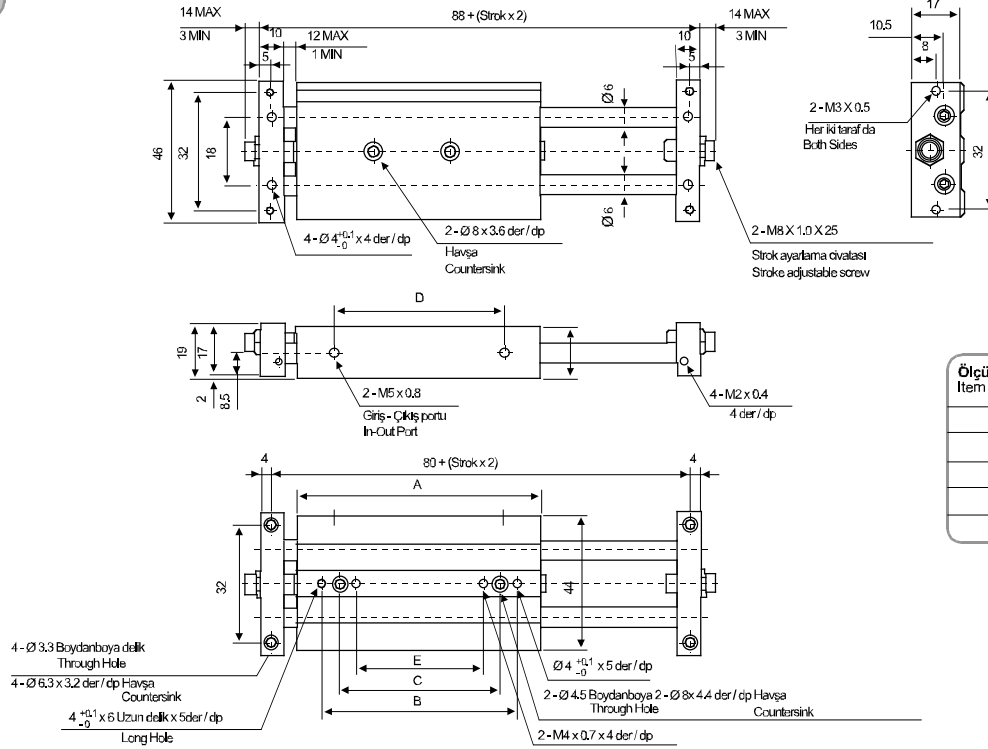 14 MAX
3 MIN
88 + (Strok x 2)
14 MAX
3 MIN
10
12 MAX
1 MIN
5
10
5
Ø 6
46
32
18
Ø 6
4 - Ø 4 +0.1 -0 x 4 der / dp
2 - Ø 8 x 3.6 der / dp
Havşa
Countersink
2 - M8 X 1.0 X 25
Strok ayarlama civatası
Stroke adjustable screw
17
10.5
8
2 - M3 X 0.5
Her iki taraf da
Both Sides
32
D
19
17
2
8.5
2 - M5 x 0.8
Giriş - Çıkış portu
In-Out Port
4 - M2 x 0.4
4 der / dp
Ölçü
Item
4
80 + (Strok x 2)
4
A
32
44
E
C
B
4 - Ø 3.3 Boydanboya delik
Through Hole
4 - Ø 6.3 x 3.2 der / dp Havşa
Countersink
4 +0.1 -0 x 6 Uzun delik x 5der / dp
Long Hole
Ø 4 +0.1 -0 x 5 der / dp
2 - Ø 4.5 Boydanboya 2 - Ø 8x 4.4 der / dp Havşa
Through Hole
Countersink
2 - M4 x 0.7 x 4 der / dp